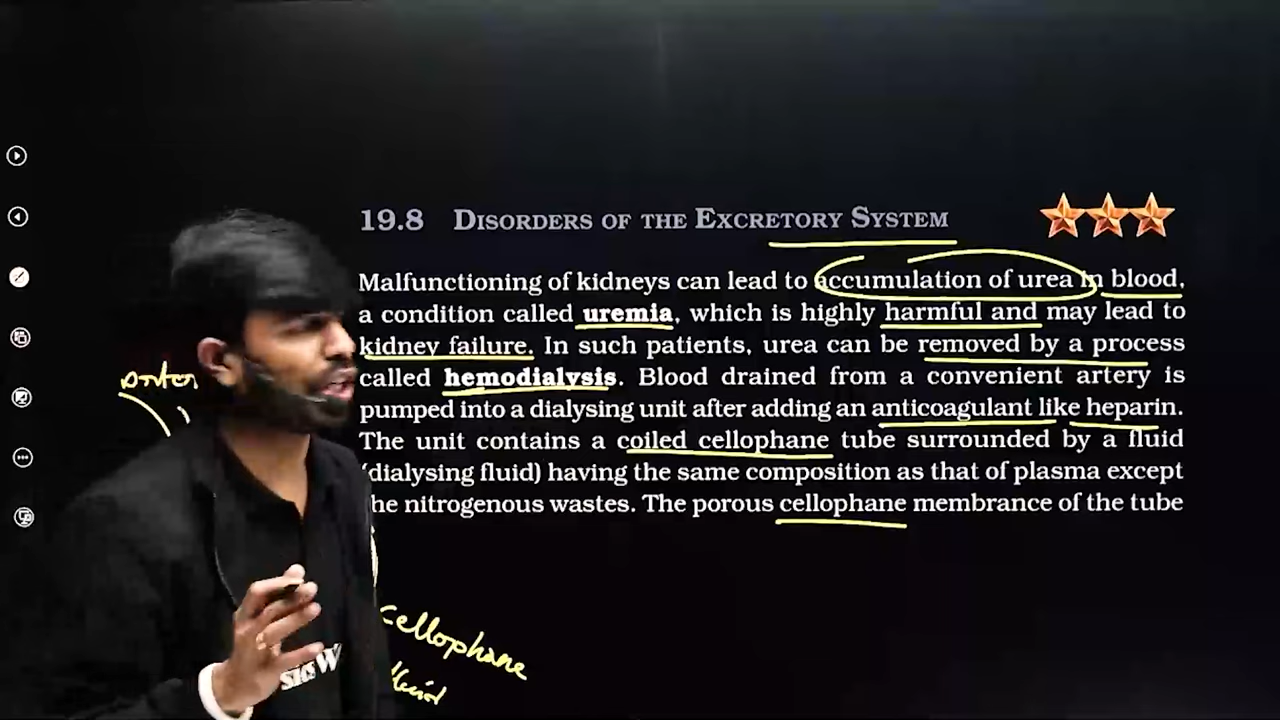 19.8 DISORDERS OF THE EXCRETORY SYSTEM
Malfunctioning of kidneys can lead to accumulation of urea in blood,
a condition called uremia, which is highly harmful and may lead to
kidney failure. In such patients, urea can be removed by a process
called hemodialysis. Blood drained from a convenient artery is
pumped into a dialysing unit after adding an anticoagulant like heparin.
The unit contains a coiled cellophane tube surrounded by a fluid
(dialysing fluid) having the same composition as that of plasma except
he nitrogenous wastes. The porous cellophane membrane of the tube
cellophane